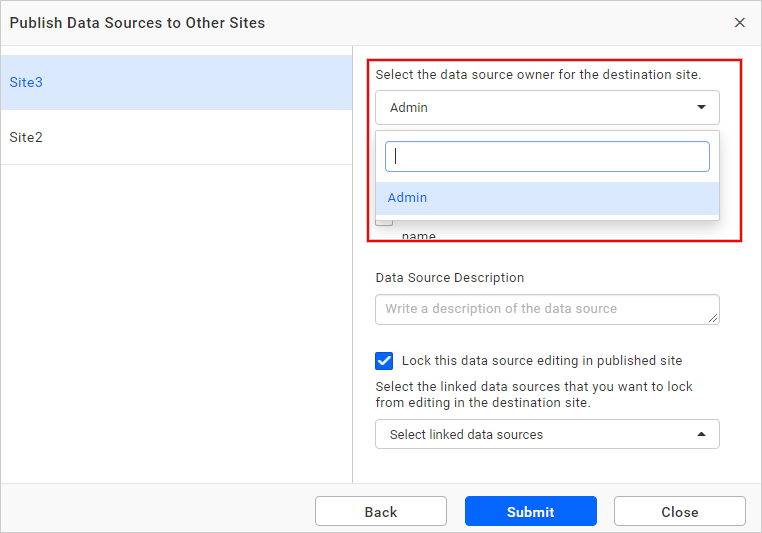 Publish Data Sources to Other Sites
Site3
Site2
Select the data source owner for the destination site.
Admin
Admin
name
Data Source Description
Write a description of the data source
Lock this data source editing in published site
Select the linked data sources that you want to lock
from editing in the destination site.
Select linked data sources
Back
Submit
Close